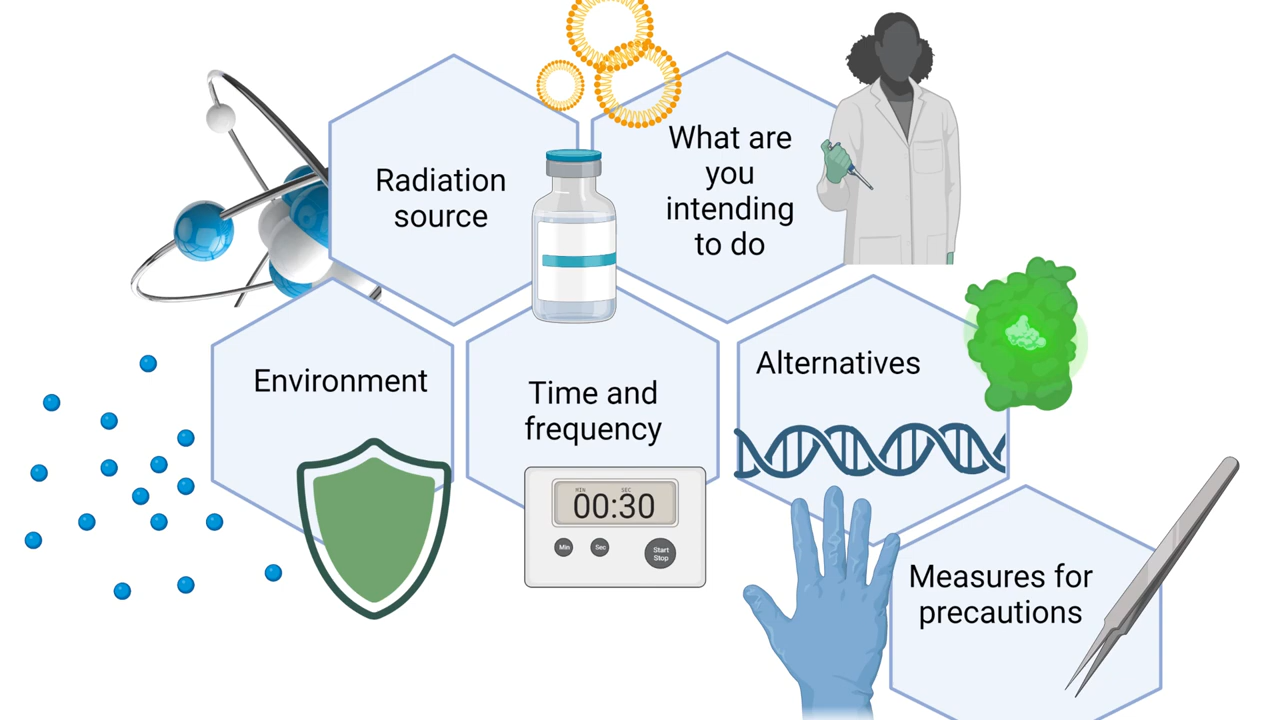 Radiation
source
What are
you
intending
to do
Environment
Time and
frequency
Alternatives
MIN SEC
00:30
Min Sec Start
Stop
Measures for
precautions